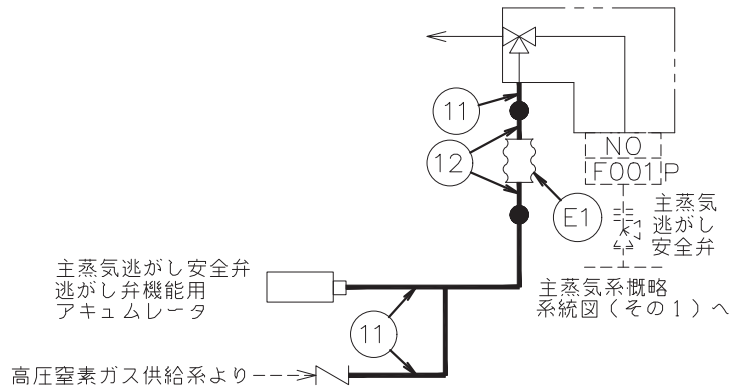 11
12
NO
F001P
E1
主蒸気
逃がし
安全弁
主蒸気逃がし安全弁
逃がし弁機能用
アキュムレータ
主蒸気系概略
系統図(その1)へ
11
高圧窒素ガス供給系より